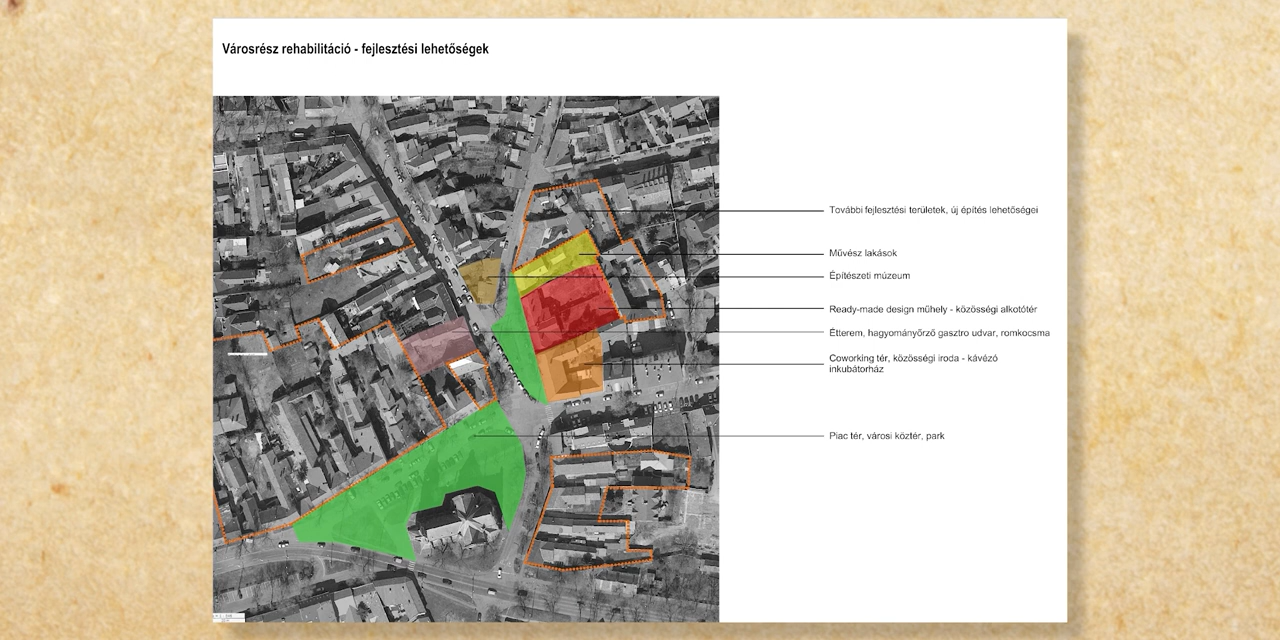 Városrész rehabilitáció - fejlesztési lehetőségek
További fejlesztési területek, új építés lehetőségei
Művész lakások
Építészeti múzeum
Ready-made design műhely - közösségi alkotótér
Étterem, hagyományőrző gasztro udvar, romkocsma
Coworking tér, közösségi iroda - kávézó
inkubátorház
Piac tér, városi köztér, park